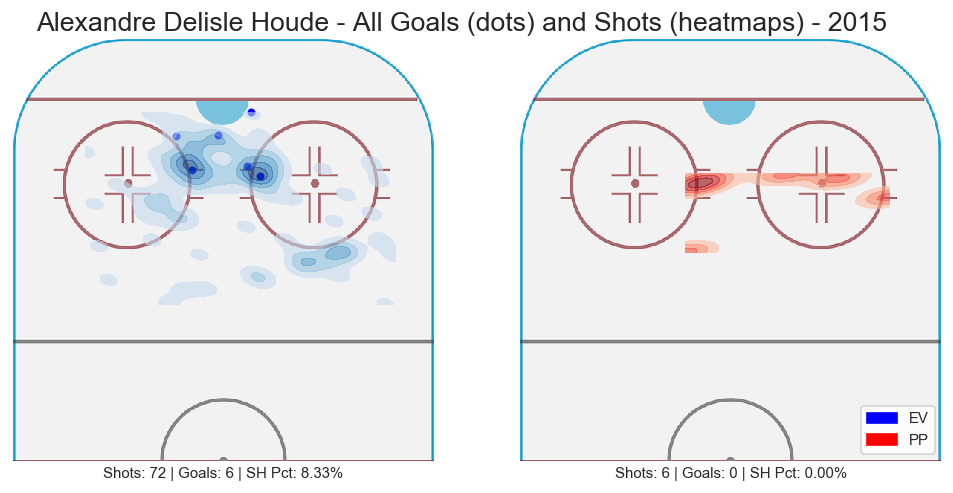 Alexandre Delisle Houde - All Goals (dots) and Shots (heatmaps) - 2015
EV
PP
Shots: 72 | Goals: 6 | SH Pct: 8.33%
Shots: 6 | Goals: 0 | SH Pct: 0.00%